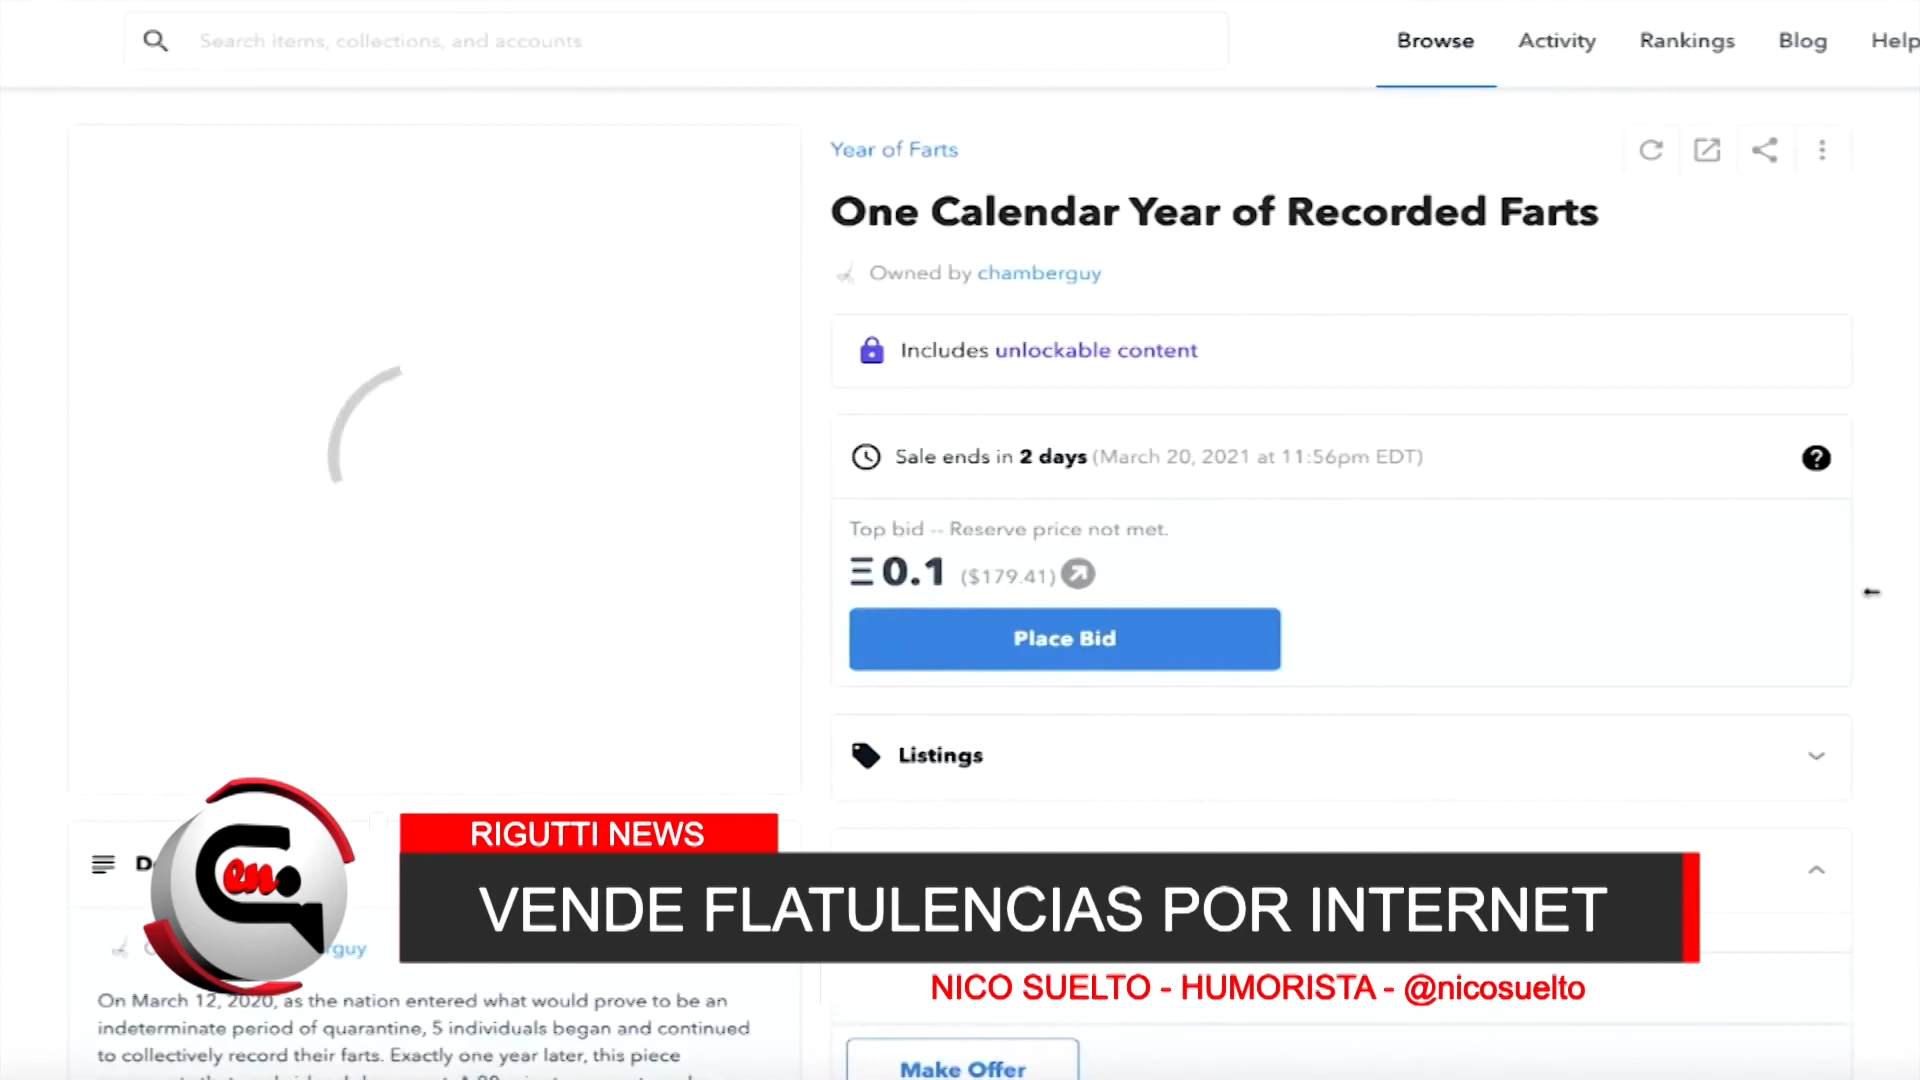 Search items, collections, and accounts
Browse
Activity
Rankings
Blog
Help
Year of Farts
One Calendar Year of Recorded Farts
Owned by chamberguy
Includes unlockable content
Sale ends in 2 days (March 20, 2021 at 11:56pm EDT)
Top bid -- Reserve price not met.
Ξ 0.1 ($179.41)
Place Bid
Listings
RIGUTTI NEWS
en
VENDE FLATULENCIAS POR INTERNET
rguy
NICO SUELTO - HUMORISTA - @nicosuelto
On March 12, 2020, as the nation entered what would prove to be an
indeterminate period of quarantine, 5 individuals began and continued
to collectively record their farts. Exactly one year later, this piece
Make Offer